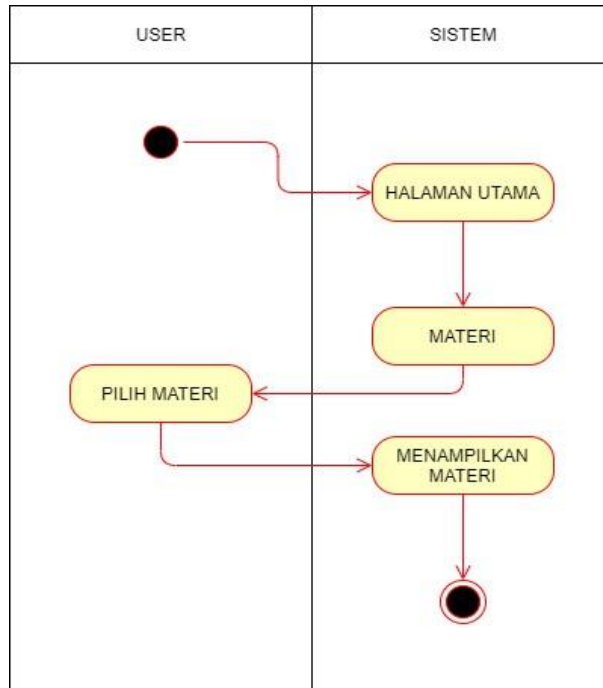 USER
SISTEM
HALAMAN UTAMA
MATERI
PILIH MATERI
MENAMPILKAN
MATERI